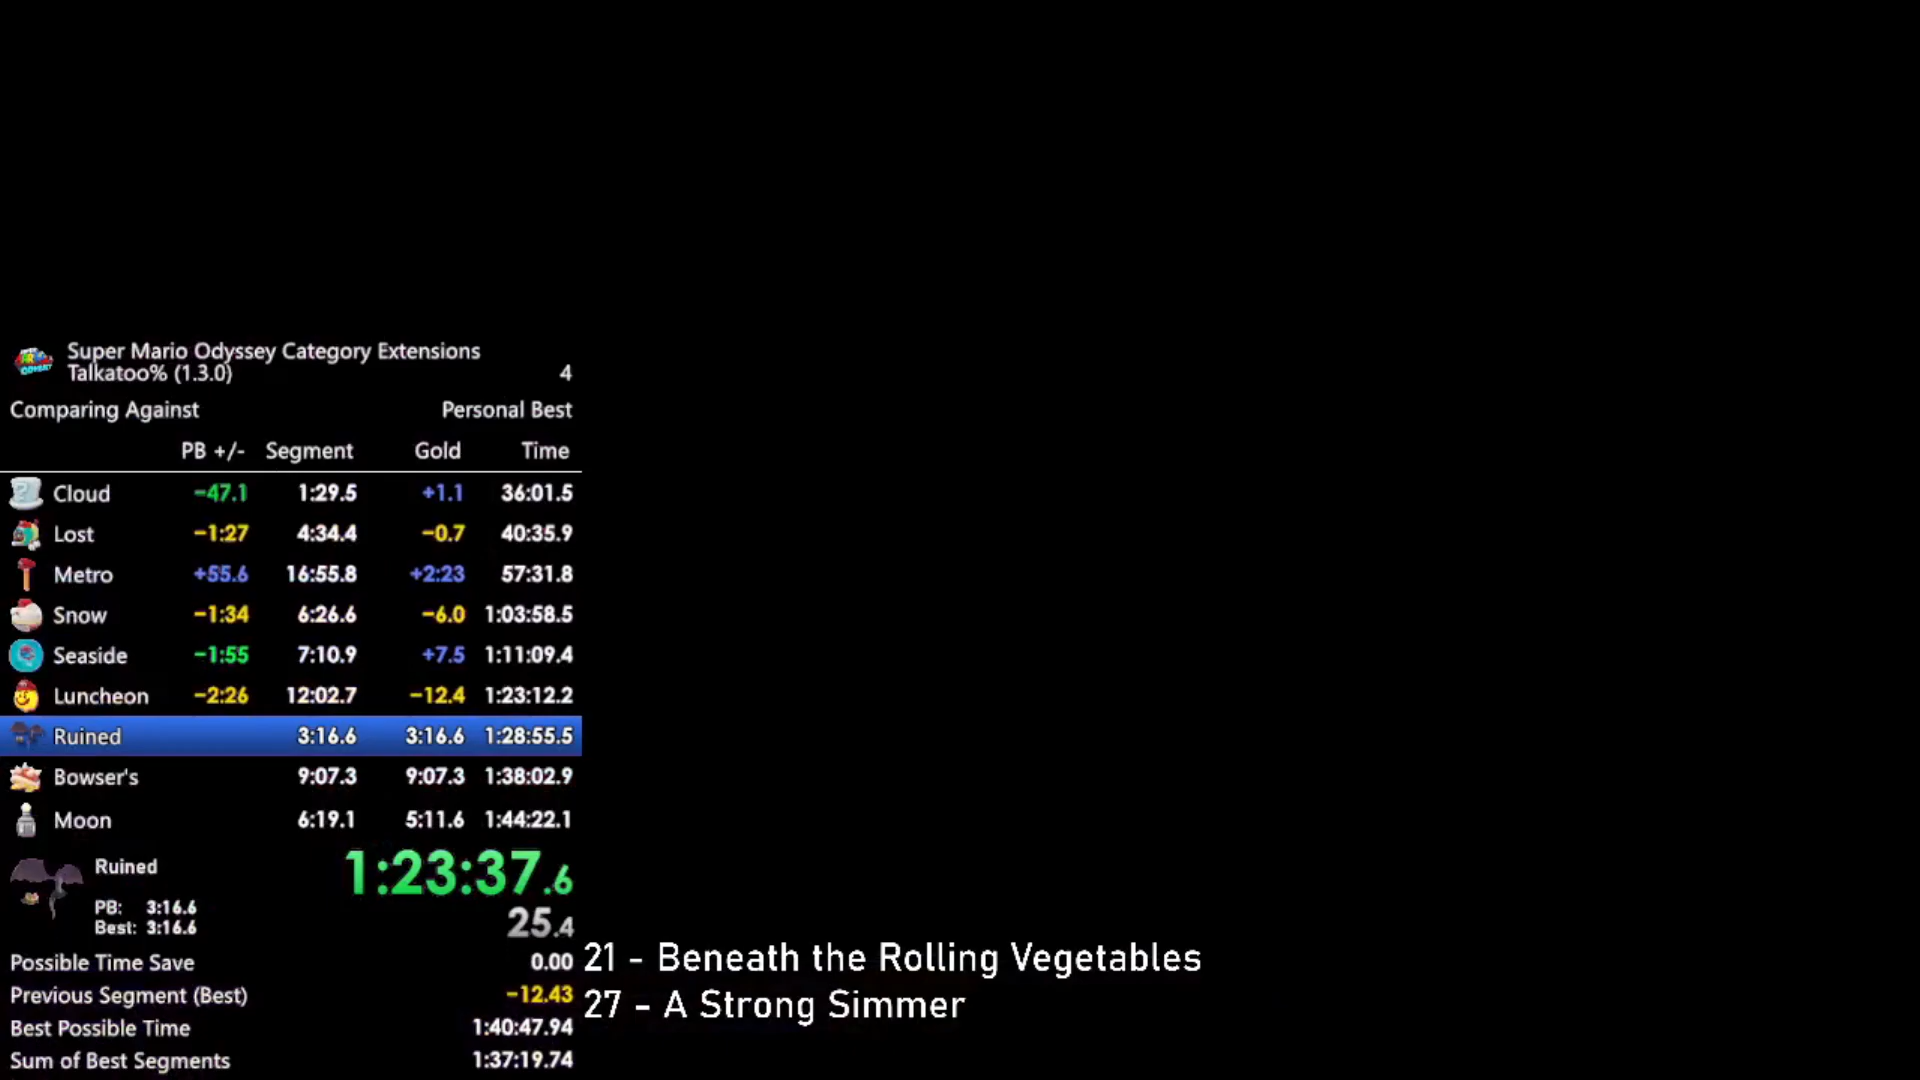 Super Mario Odyssey Category Extensions
Talkatoo% (1.3.0) 4
Comparing Against Personal Best
PB +/- Segment Gold Time
Cloud −47.1 1:29.5 +1.1 36:01.5
Lost −1:27 4:34.4 −0.7 40:35.9
Metro +55.6 16:55.8 +2:23 57:31.8
Snow −1:34 6:26.6 −6.0 1:03:58.5
Seaside −1:55 7:10.9 +7.5 1:11:09.4
Luncheon −2:26 12:02.7 −12.4 1:23:12.2
Ruined 3:16.6 3:16.6 1:28:55.5
Bowser's 9:07.3 9:07.3 1:38:02.9
Moon 6:19.1 5:11.6 1:44:22.1
Ruined 1:23:37.6
PB: 3:16.6
Best: 3:16.6
25.4
Possible Time Save 0.00
Previous Segment (Best) −12.43
Best Possible Time 1:40:47.94
Sum of Best Segments 1:37:19.74
21 - Beneath the Rolling Vegetables
27 - A Strong Simmer